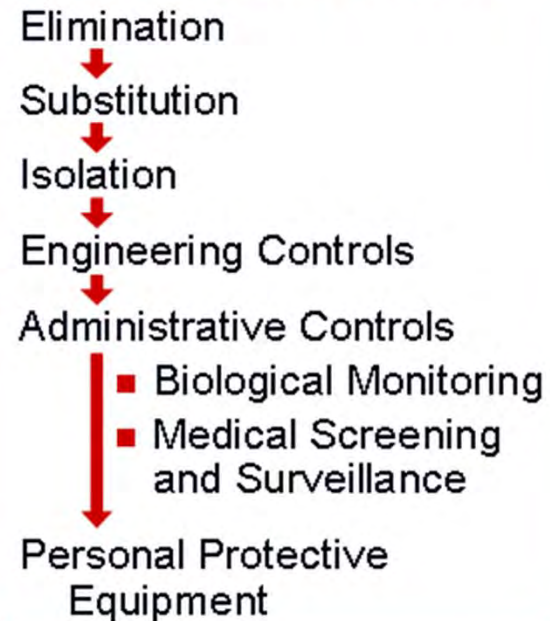 Elimination
Substitution
Isolation
Engineering Controls
Administrative Controls
Biological Monitoring
Medical Screening
and Surveillance
Personal Protective
Equipment